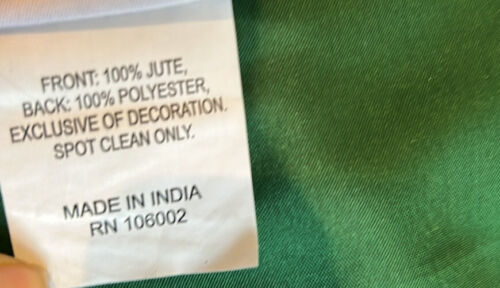 FRONT: 100% JUTE,
BACK: 100% POLYESTER,
EXCLUSIVE OF DECORATION.
SPOT CLEAN ONLY.
MADE IN INDIA
RN 106002